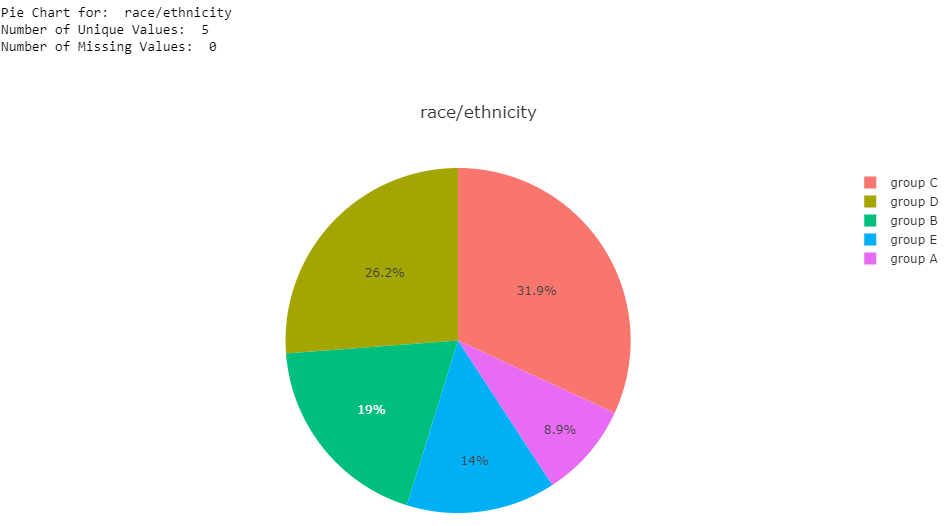 Pie Chart for:  race/ethnicity
Number of Unique Values:  5
Number of Missing Values:  0
race/ethnicity
group C
group D
group B
group E
group A
26.2%
31.9%
19%
8.9%
14%